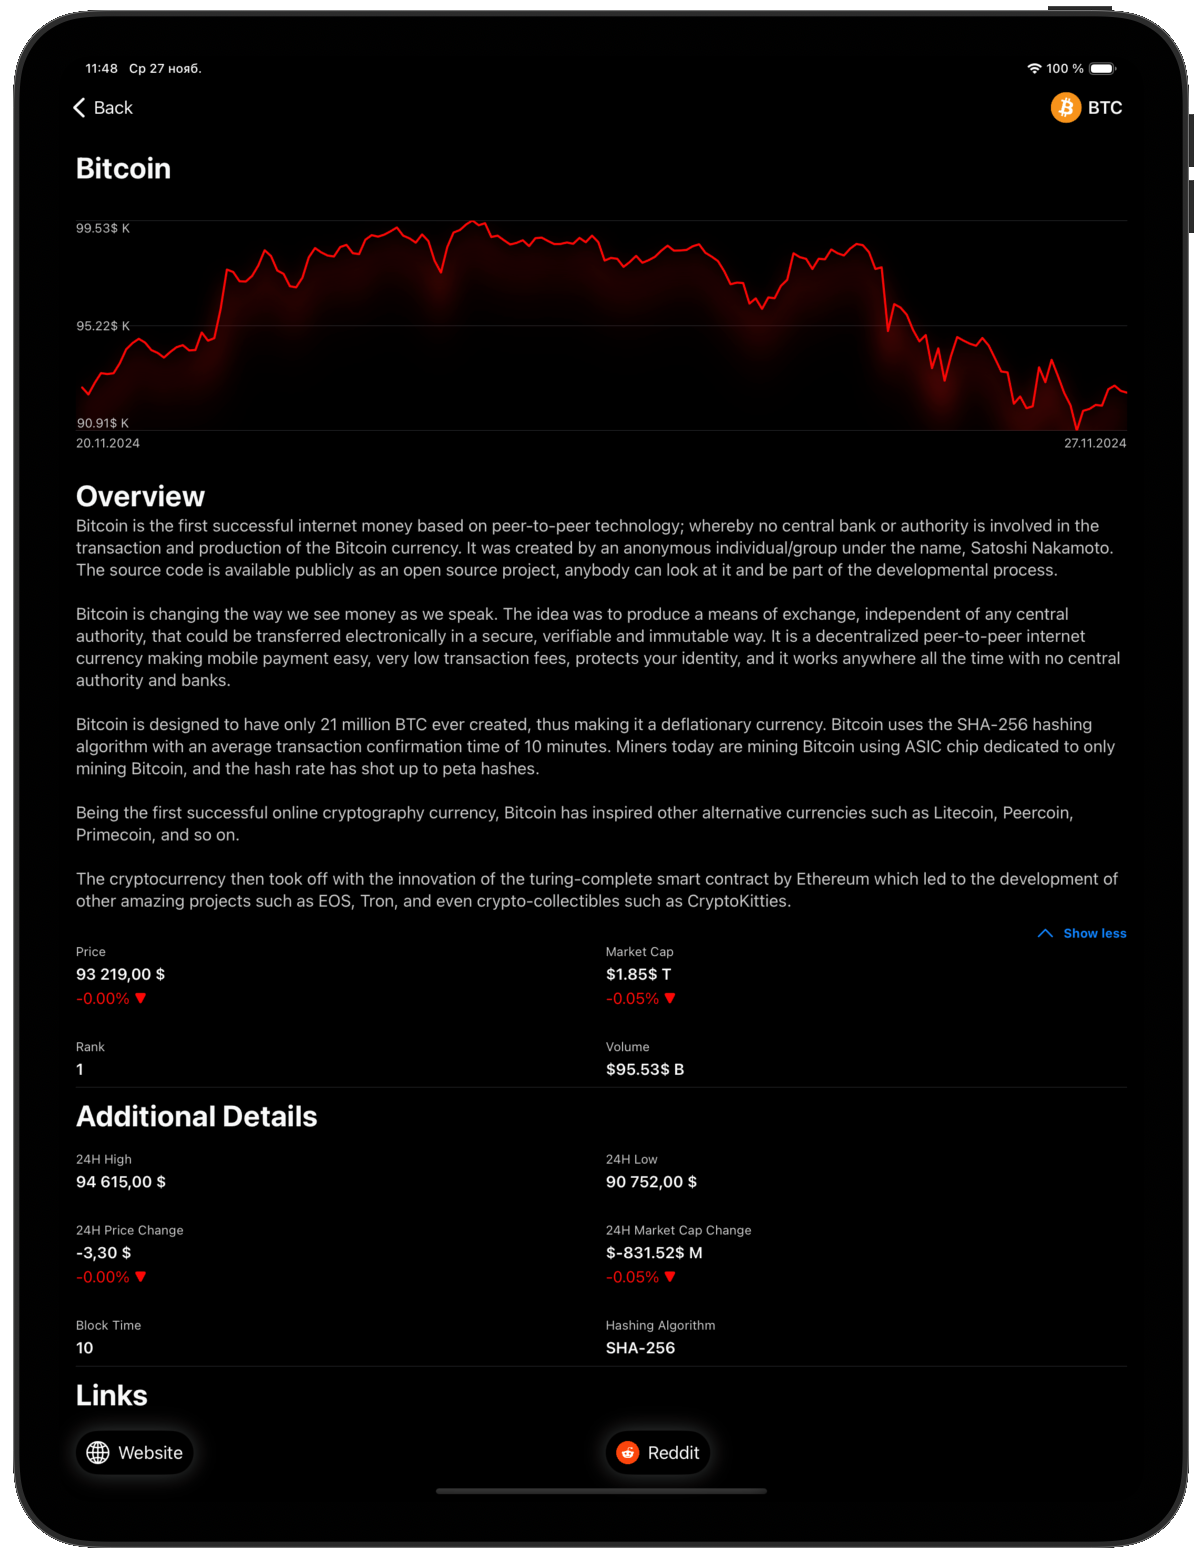 11:48 Ср 27 нояб.
100 %
Back
BTC
Bitcoin
99.53$ K
95.22$ K
90.91$ K
20.11.2024
27.11.2024
Overview
Bitcoin is the first successful internet money based on peer-to-peer technology; whereby no central bank or authority is involved in the
transaction and production of the Bitcoin currency. It was created by an anonymous individual/group under the name, Satoshi Nakamoto.
The source code is available publicly as an open source project, anybody can look at it and be part of the developmental process.
Bitcoin is changing the way we see money as we speak. The idea was to produce a means of exchange, independent of any central
authority, that could be transferred electronically in a secure, verifiable and immutable way. It is a decentralized peer-to-peer internet
currency making mobile payment easy, very low transaction fees, protects your identity, and it works anywhere all the time with no central
authority and banks.
Bitcoin is designed to have only 21 million BTC ever created, thus making it a deflationary currency. Bitcoin uses the SHA-256 hashing
algorithm with an average transaction confirmation time of 10 minutes. Miners today are mining Bitcoin using ASIC chip dedicated to only
mining Bitcoin, and the hash rate has shot up to peta hashes.
Being the first successful online cryptography currency, Bitcoin has inspired other alternative currencies such as Litecoin, Peercoin,
Primecoin, and so on.
The cryptocurrency then took off with the innovation of the turing-complete smart contract by Ethereum which led to the development of
other amazing projects such as EOS, Tron, and even crypto-collectibles such as CryptoKitties.
Show less
Price
93 219,00 $
-0.00% ▼
Market Cap
$1.85$ T
-0.05% ▼
Rank
1
Volume
$95.53$ B
Additional Details
24H High
94 615,00 $
24H Low
90 752,00 $
24H Price Change
-3,30 $
-0.00% ▼
24H Market Cap Change
$-831.52$ M
-0.05% ▼
Block Time
10
Hashing Algorithm
SHA-256
Links
Website
Reddit